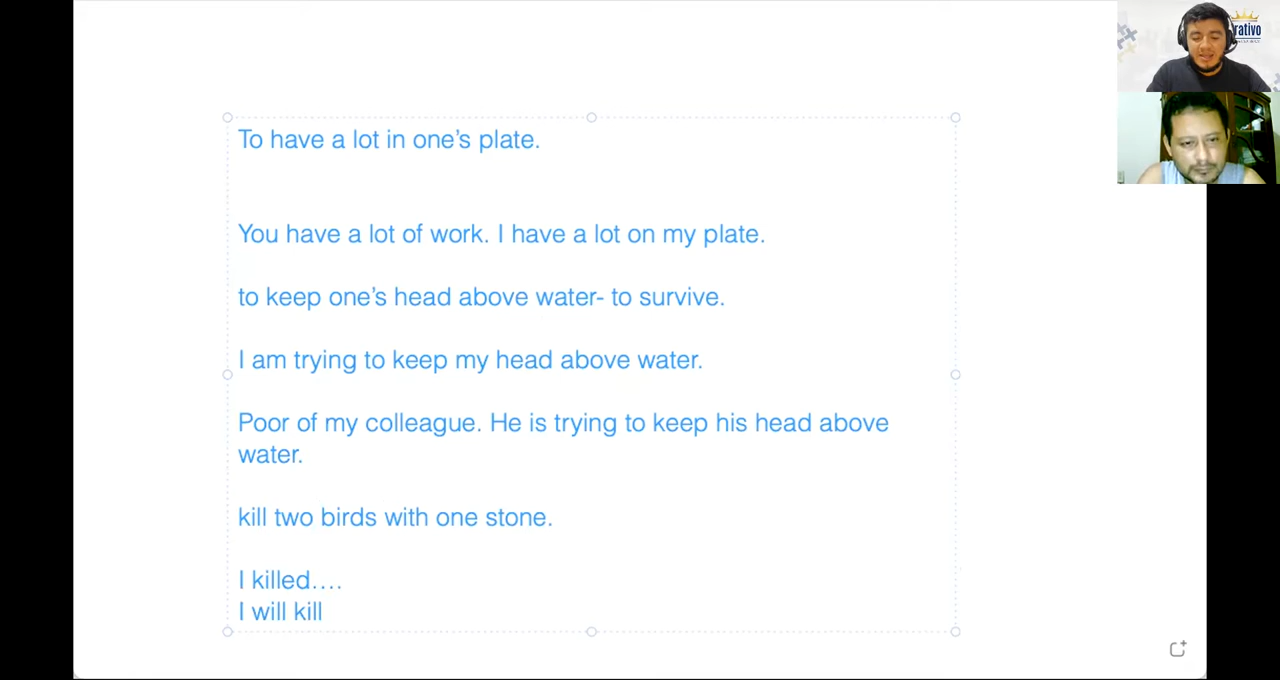 rativo
To have a lot in one’s plate.
You have a lot of work. I have a lot on my plate.
to keep one’s head above water- to survive.
I am trying to keep my head above water.
Poor of my colleague. He is trying to keep his head above
water.
kill two birds with one stone.
I killed….
I will kill